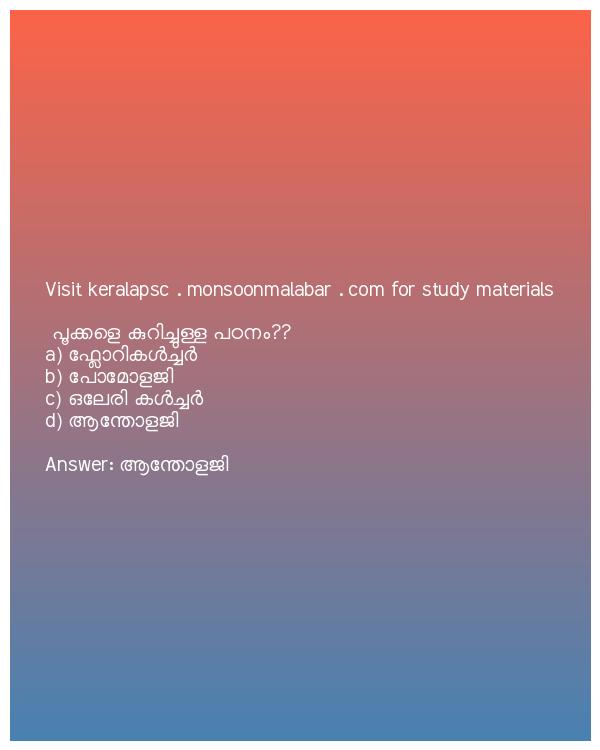 Visit keralapsc . monsoonmalabar . com for study materials
പൂക്കളെ കുറിച്ചുള്ള പഠനം??
a) ഫ്ലോറികൾച്ചർ
b) പോമോളജി
c) ഒലേരി കൾച്ചർ
d) ആന്തോളജി
Answer: ആന്തോളജി